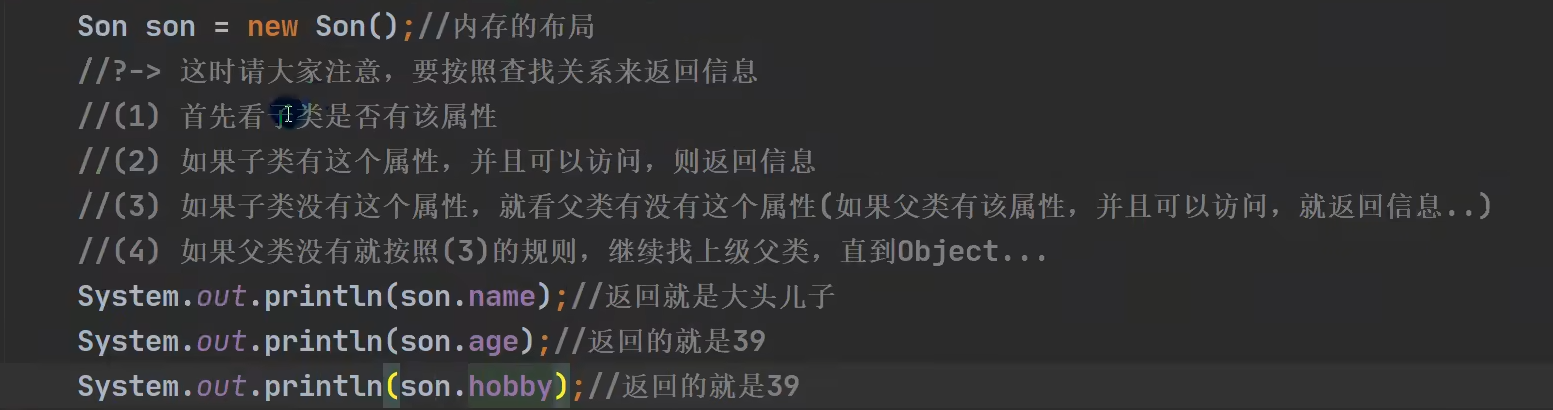 Son son = new Son();//内存的布局
//?-> 这时请大家注意，要按照查找关系来返回信息
//(1) 首先看子类是否有该属性
//(2) 如果子类有这个属性，并且可以访问，则返回信息
//(3) 如果子类没有这个属性，就看父类有没有这个属性(如果父类有该属性，并且可以访问，就返回信息..)
//(4) 如果父类没有就按照(3)的规则，继续找上级父类，直到Object...
System.out.println(son.name);//返回就是大头儿子
System.out.println(son.age);//返回的就是39
System.out.println(son.hobby);//返回的就是39